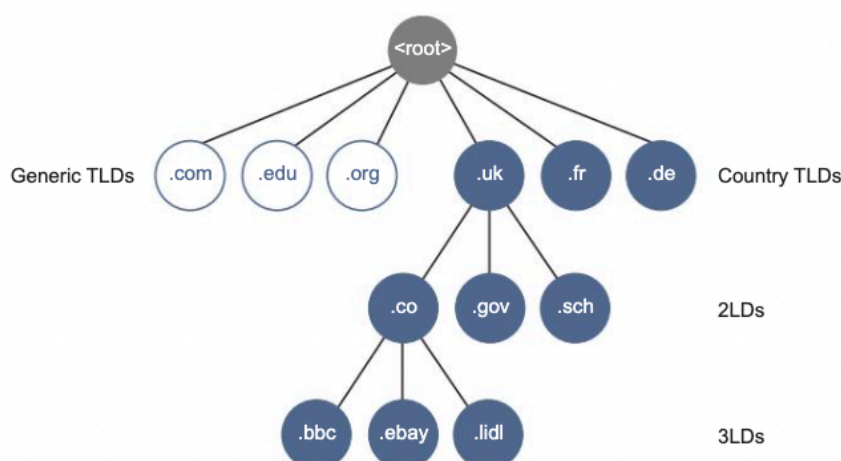 <root>
Generic TLDs .com .edu .org .uk .fr .de Country TLDs
.co .gov .sch 2LDs
.bbc .ebay .lidl 3LDs